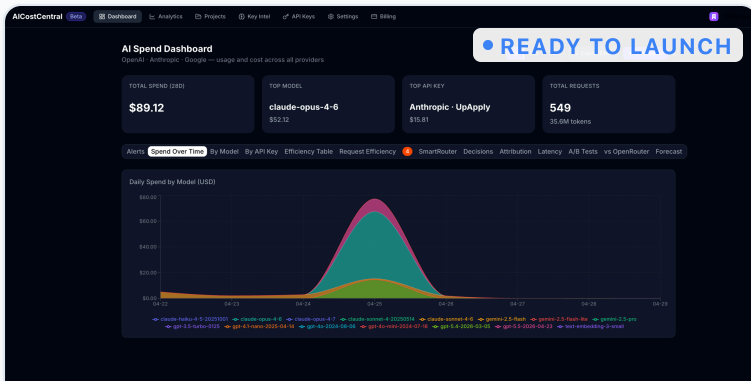 AICostCentral Beta Dashboard Analytics Projects Key Intel API Keys Settings Billing
READY TO LAUNCH
AI Spend Dashboard
OpenAI · Anthropic · Google — usage and cost across all providers
TOTAL SPEND (28D)
$89.12
TOP MODEL
claude-opus-4-6
$52.12
TOP API KEY
Anthropic · UpApply
$15.81
TOTAL REQUESTS
549
35.6M tokens
Alerts Spend Over Time By Model By API Key Efficiency Table Request Efficiency 4 SmartRouter Decisions Attribution Latency A/B Tests vs OpenRouter Forecast
Daily Spend by Model (USD)
$80.00
$60.00
$40.00
$20.00
$0.00
04-22 04-23 04-24 04-25 04-26 04-27 04-28 04-29
claude-haiku-4-5-20251001 claude-opus-4-6 claude-opus-4-7 claude-sonnet-4-20250514 claude-sonnet-4-6 gemini-2.5-flash gemini-2.5-flash-lite gemini-2.5-pro
gpt-3.5-turbo-0125 gpt-4.1-nano-2025-04-14 gpt-4o-2024-08-06 gpt-4o-mini-2024-07-18 gpt-5.4-2026-03-05 gpt-5.5-2026-04-23 text-embedding-3-small